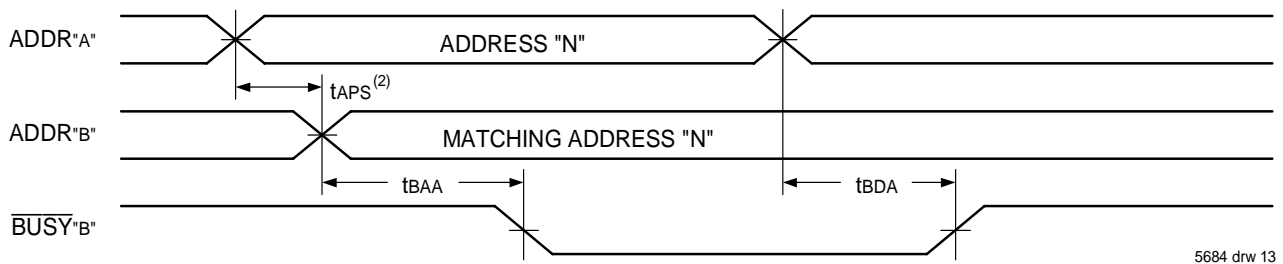 ADDR"A"
ADDRESS "N"
tAPS(2)
ADDR"B"
MATCHING ADDRESS "N"
tBAA
tBDA
BUSY"B"
5684 drw 13